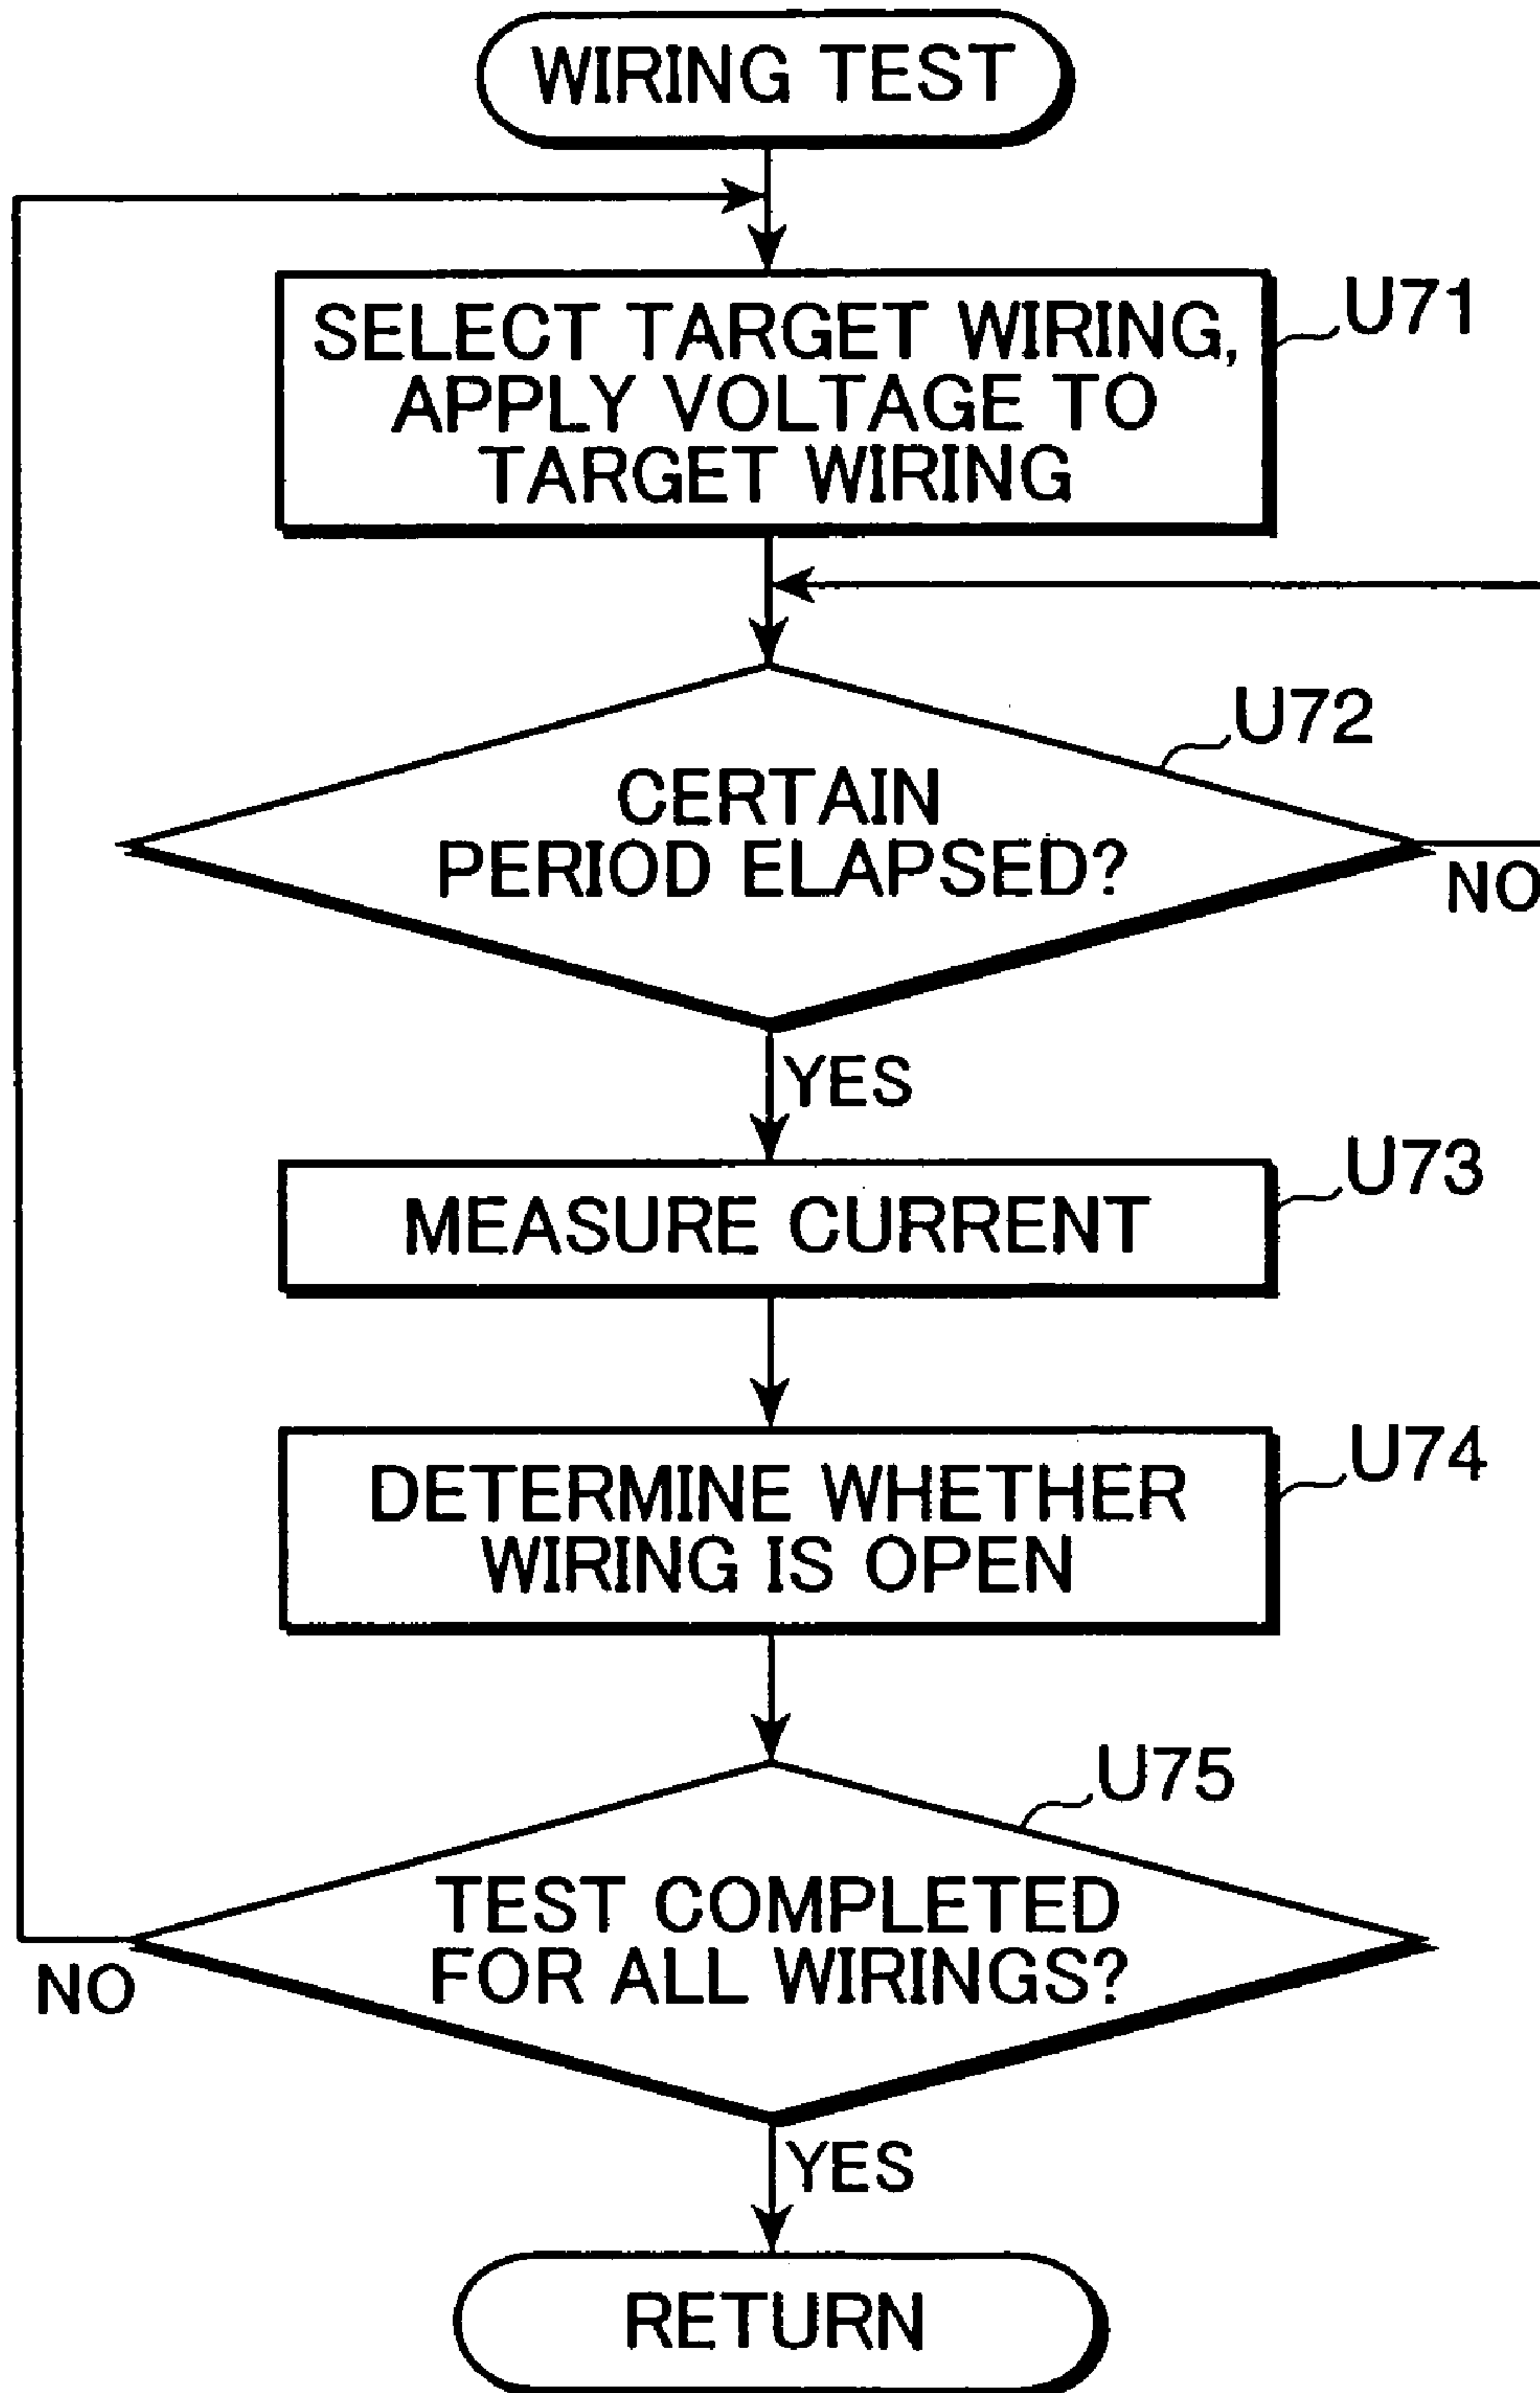 WIRING TEST
SELECT TARGET WIRING,
APPLY VOLTAGE TO
TARGET WIRING
U71
CERTAIN
PERIOD ELAPSED?
U72
NO
YES
MEASURE CURRENT
U73
DETERMINE WHETHER
WIRING IS OPEN
U74
TEST COMPLETED
FOR ALL WIRINGS?
U75
NO
YES
RETURN